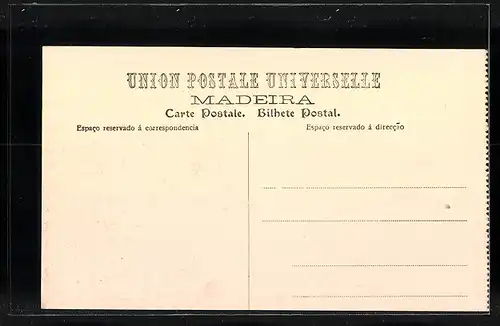 UNION POSTALE UNIVERSELLE
MADEIRA
Carte Postale. Bilhete Postal.
Espaço reservado á correspondencia Espaço reservado á direcção